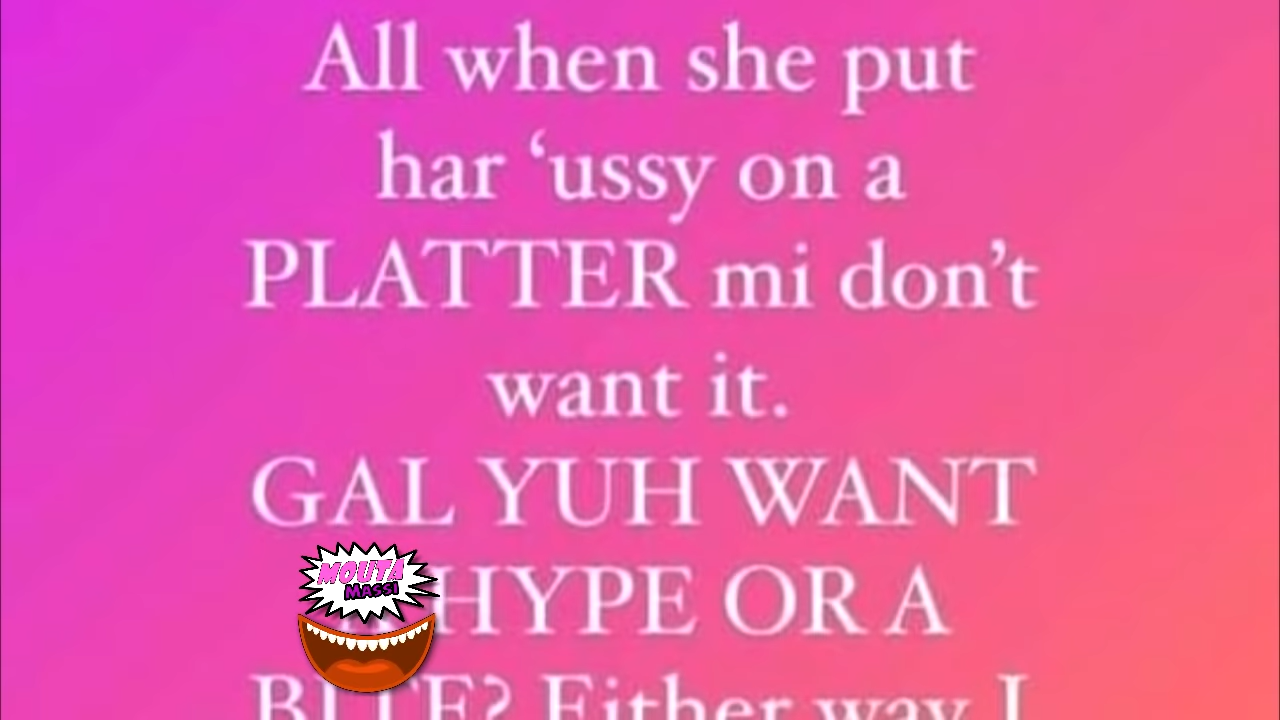 All when she put
har ‘ussy on a
PLATTER mi don’t
want it.
GAL YUH WANT
HYPE OR A
MOUTA
MASSI
BITE? Either way I